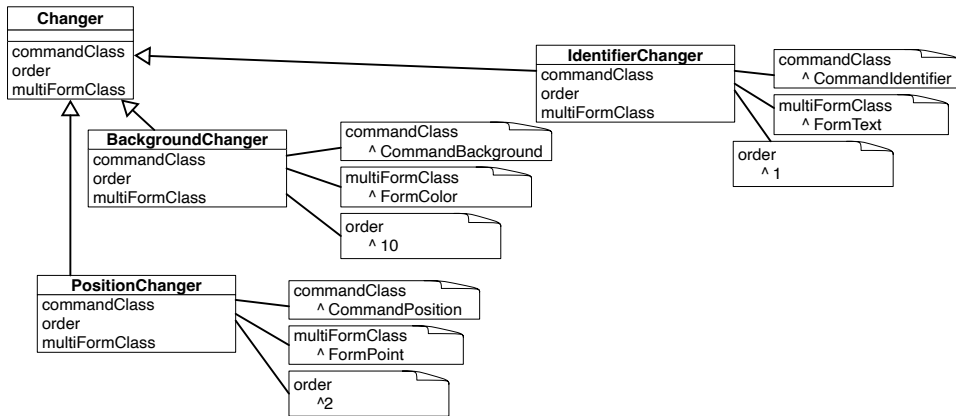 Changer
commandClass
order
multiFormClass
IdentifierChanger
commandClass
order
multiFormClass
commandClass
^ CommandIdentifier
multiFormClass
^ FormText
order
^ 1
BackgroundChanger
commandClass
order
multiFormClass
commandClass
^ CommandBackground
multiFormClass
^ FormColor
order
^ 10
PositionChanger
commandClass
order
multiFormClass
commandClass
^ CommandPosition
multiFormClass
^ FormPoint
order
^2